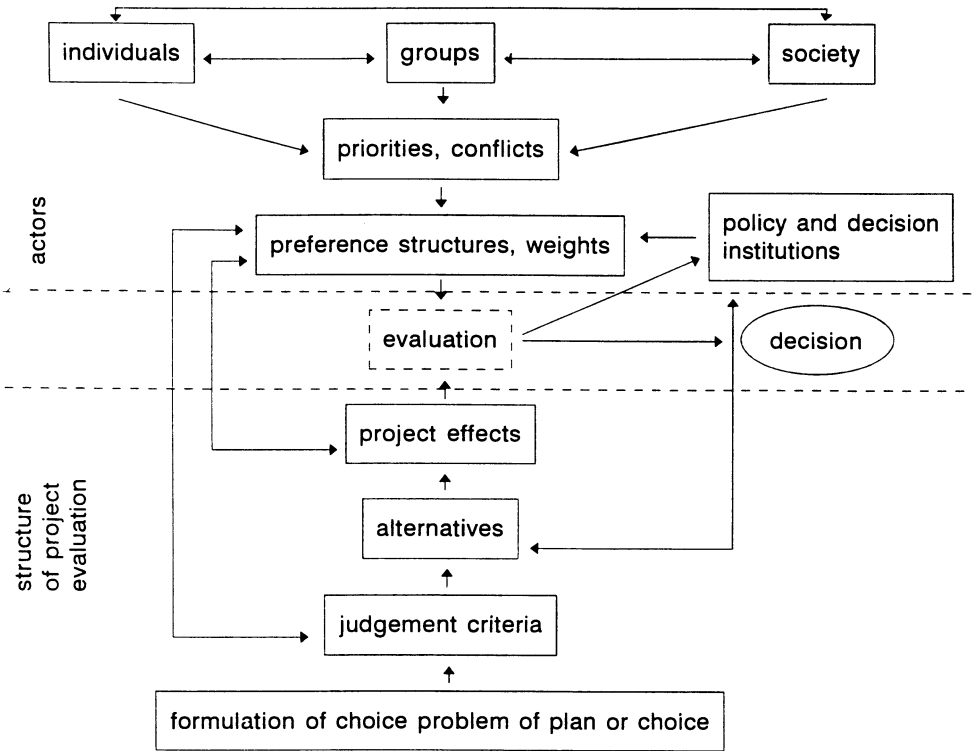 individuals
groups
society
priorities, conflicts
actors
preference structures, weights
policy and decision
institutions
evaluation
decision
project effects
structure
of project
evaluation
alternatives
judgement criteria
formulation of choice problem of plan or choice